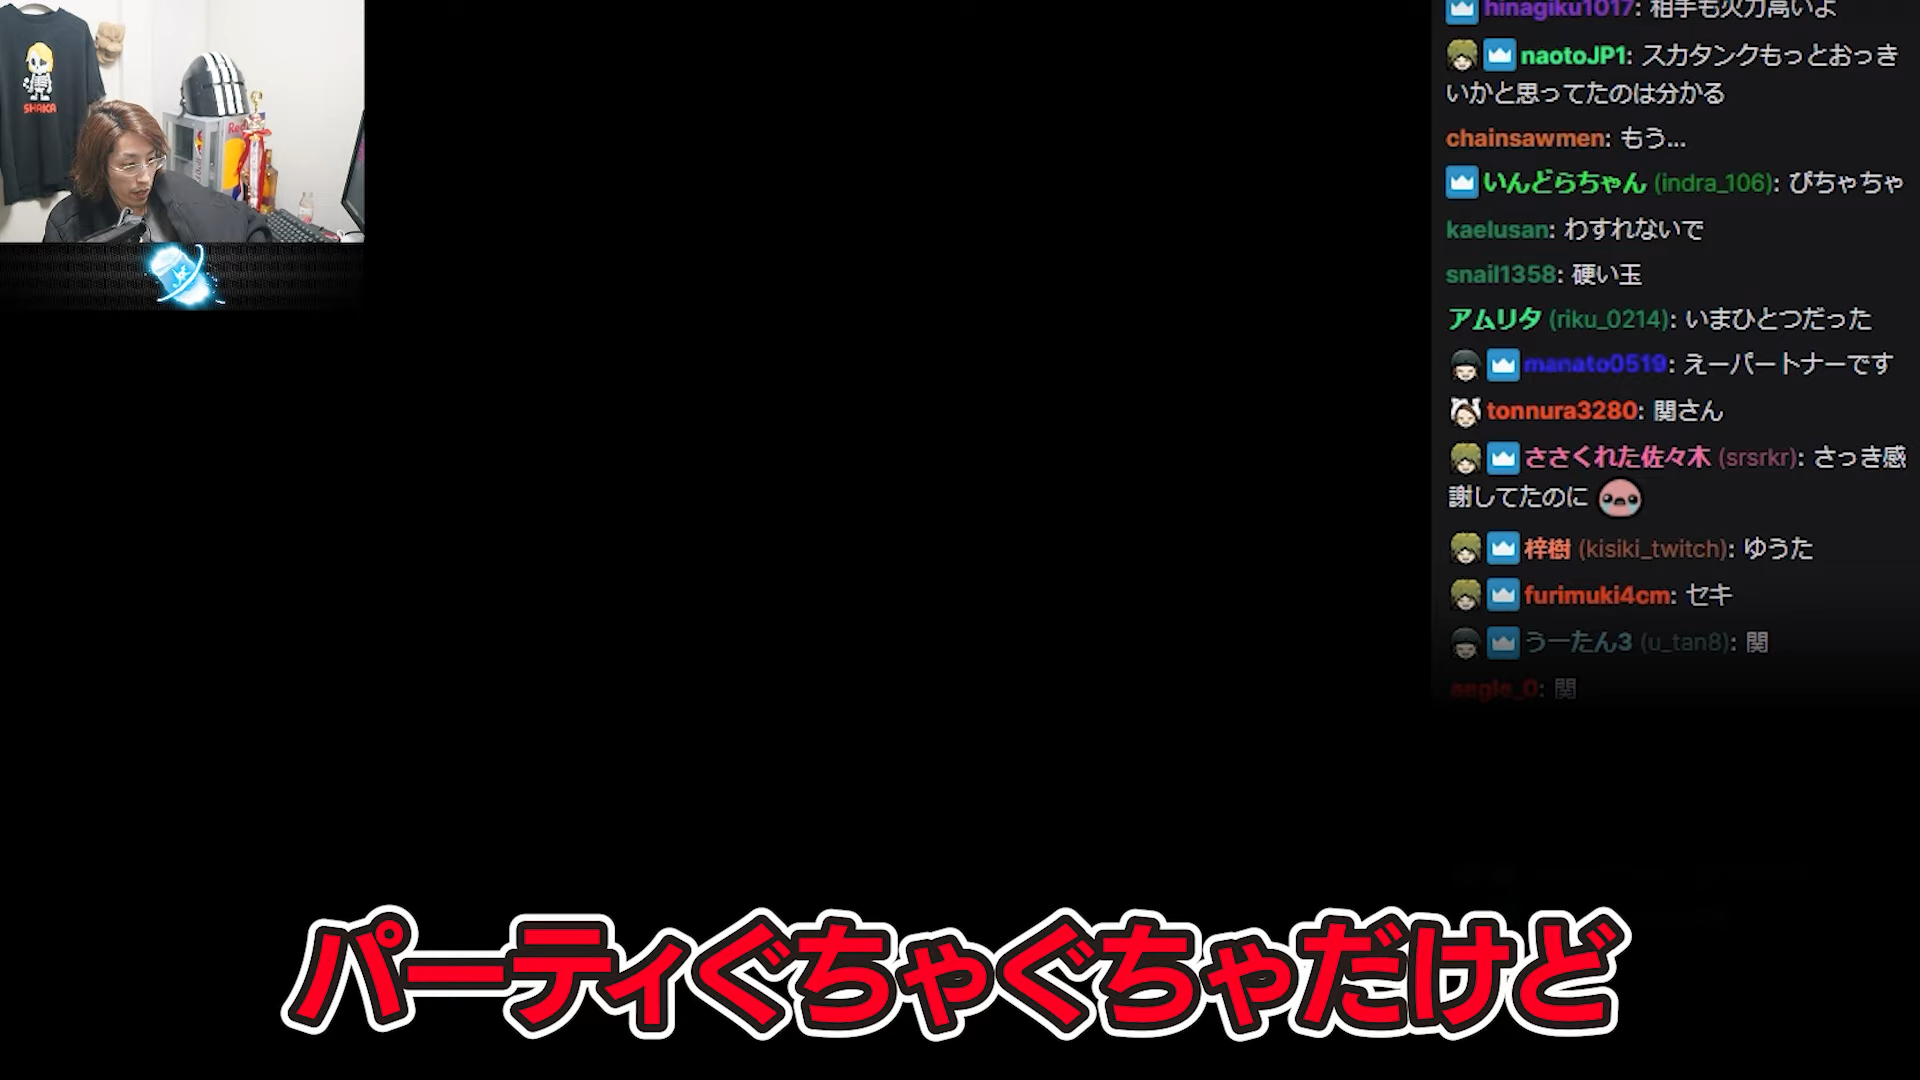 SHAKA
Red
hinagiku1017: 相手も火力高いよ
naotoJP1: スカタンクもっとおっき
いかと思ってたのは分かる
chainsawmen: もう...
いんどらちゃん (indra_106): ぴちゃちゃ
kaelusan: わすれないで
snail1358: 硬い玉
アムリタ (riku_0214): いまひとつだった
manato0519: えーパートナーです
tonnura3280: 関さん
ささくれた佐々木 (srsrkr): さっき感
謝してたのに
梓樹 (kisiki_twitch): ゆうた
furimuki4cm: セキ
うーたん3 (u_tan8): 関
aegle_0: 関
パーティぐちゃぐちゃだけど